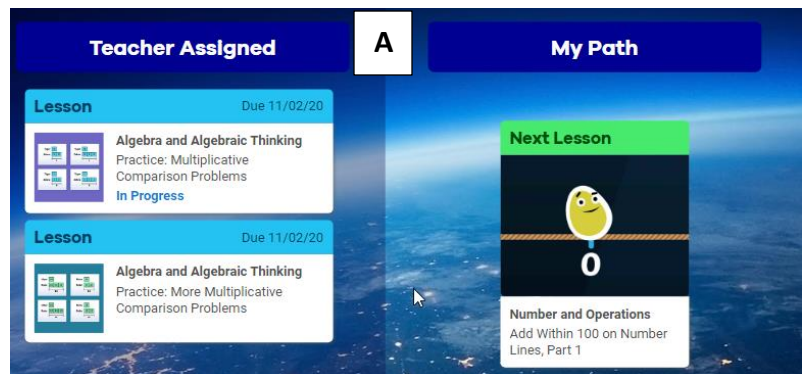 Teacher Assigned
A
My Path
Lesson
Due 11/02/20
Algebra and Algebraic Thinking
Practice: Multiplicative
Comparison Problems
In Progress
Lesson
Due 11/02/20
Algebra and Algebraic Thinking
Practice: More Multiplicative
Comparison Problems
Next Lesson
0
Number and Operations
Add Within 100 on Number
Lines, Part 1